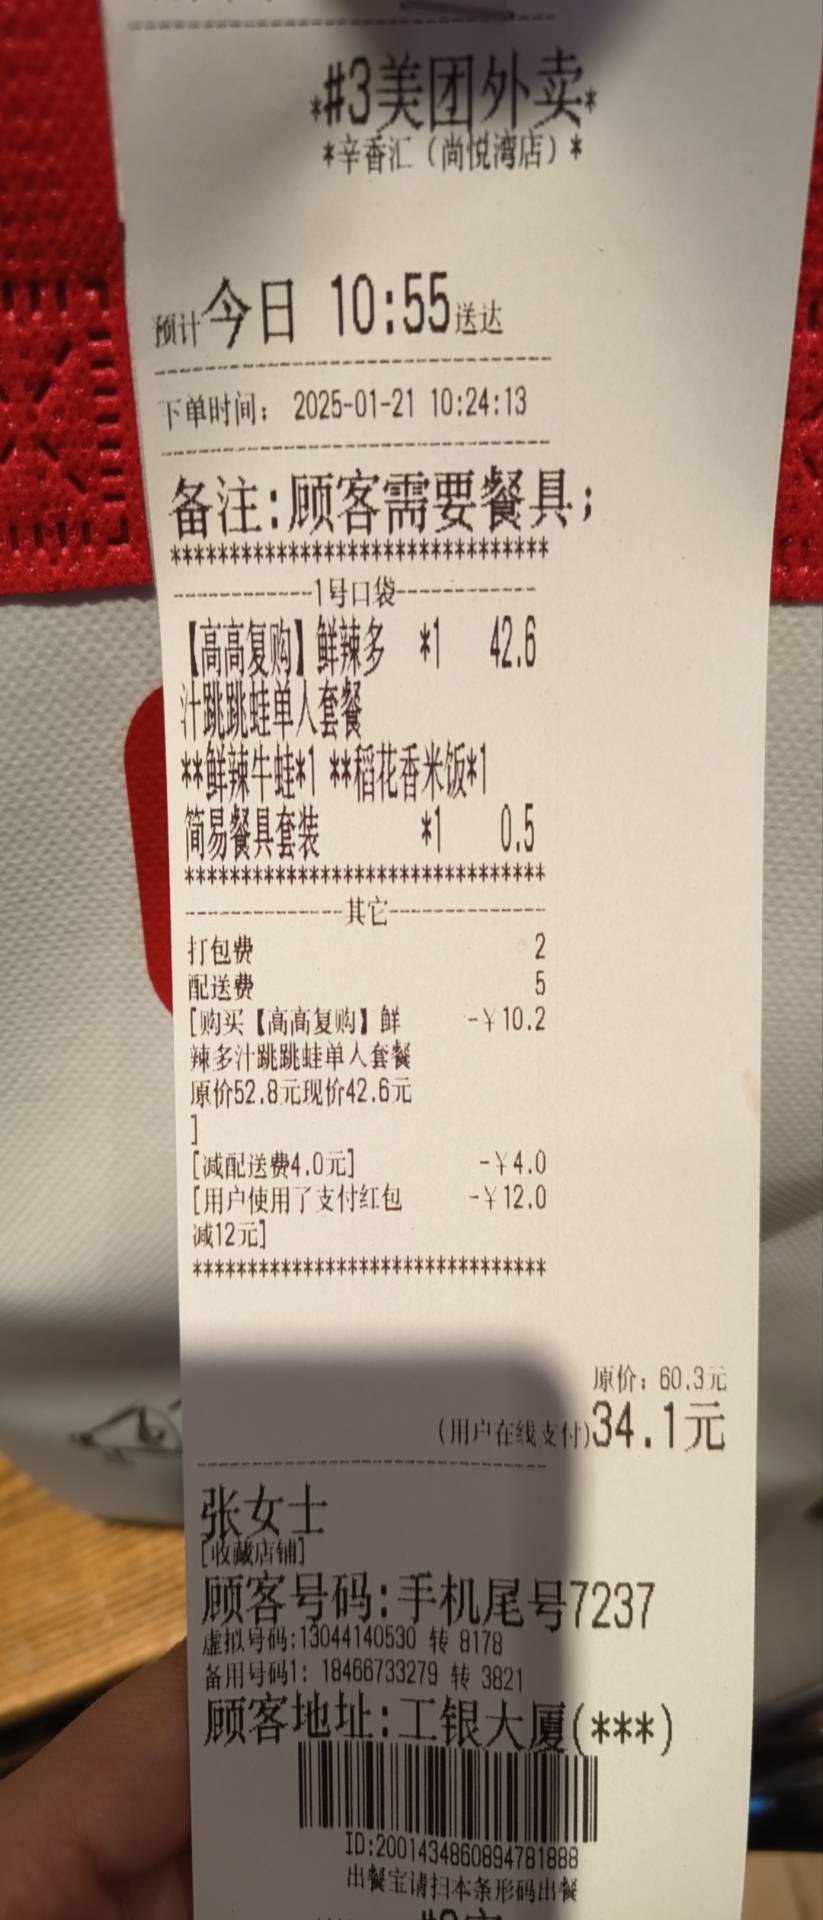 *#3美团外卖*
*辛香汇（尚悦湾店）*
预计今日 10:55送达
下单时间： 2025-01-21 10:24:13
备注:顾客需要餐具;
********************************
------------1号口袋------------
【高高复购】鲜辣多 *1 42.6
汁跳跳蛙单人套餐
**鲜辣牛蛙*1 **稻花香米饭*1
简易餐具套装 *1 0.5
********************************
--------------其它--------------
打包费 2
配送费 5
[购买【高高复购】鲜 -￥10.2
辣多汁跳跳蛙单人套餐
原价52.8元现价42.6元
]
[减配送费4.0元] -￥4.0
[用户使用了支付红包 -￥12.0
减12元]
********************************
原价：60.3元
(用户在线支付)34.1元
张女士
[收藏店铺]
顾客号码:手机尾号7237
虚拟号码:13044140530 转 8178
备用号码1: 18466733279 转 3821
顾客地址:工银大厦(***)
ID:2001434860894781888
出餐宝请扫本条形码出餐